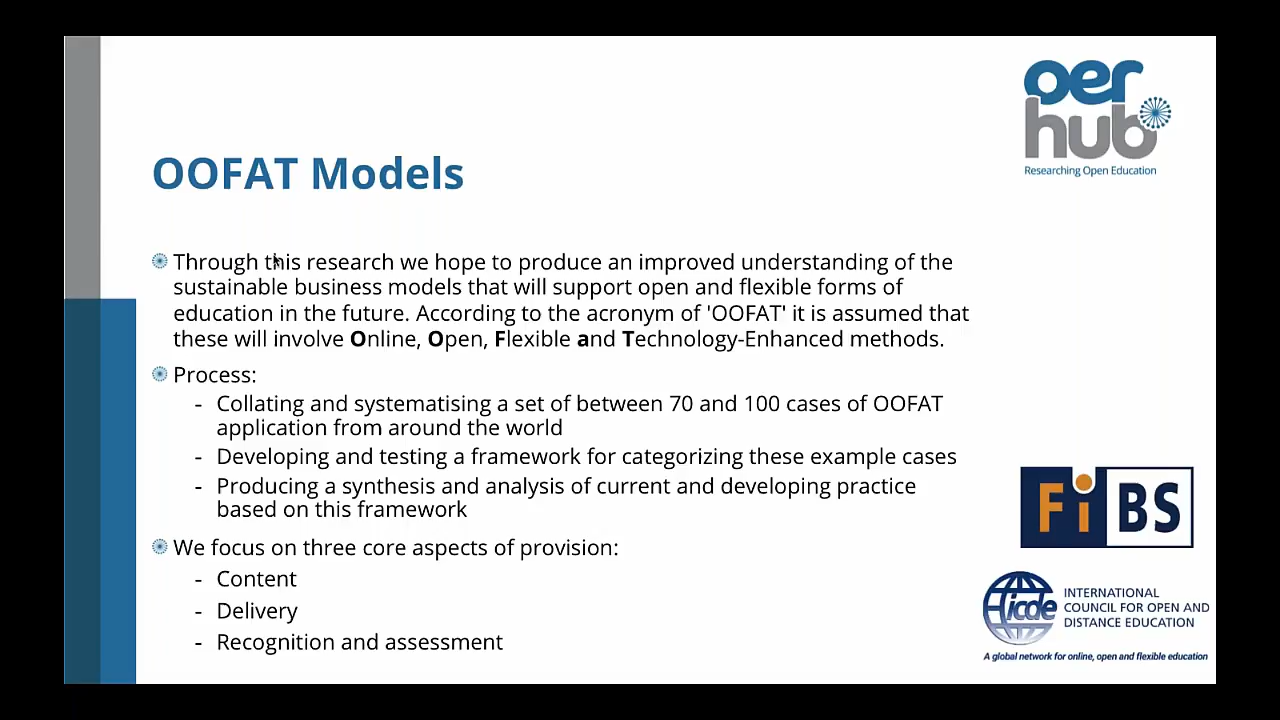 oer
hub
Researching Open Education
OOFAT Models
Through this research we hope to produce an improved understanding of the
sustainable business models that will support open and flexible forms of
education in the future. According to the acronym of 'OOFAT' it is assumed that
these will involve Online, Open, Flexible and Technology-Enhanced methods.
Process:
- Collating and systematising a set of between 70 and 100 cases of OOFAT
application from around the world
- Developing and testing a framework for categorizing these example cases
- Producing a synthesis and analysis of current and developing practice
based on this framework
We focus on three core aspects of provision:
- Content
- Delivery
- Recognition and assessment
FiBS
icde
INTERNATIONAL
COUNCIL FOR OPEN AND
DISTANCE EDUCATION
A global network for online, open and flexible education